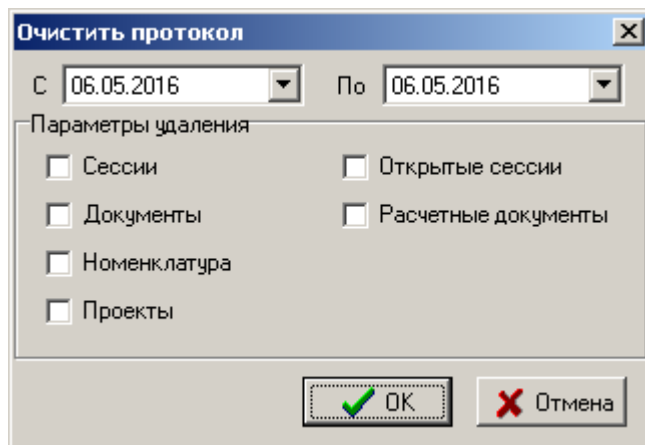 Очистить протокол
С 06.05.2016 По 06.05.2016
Параметры удаления
Сессии Открытые сессии
Документы Расчетные документы
Номенклатура
Проекты
OK Отмена